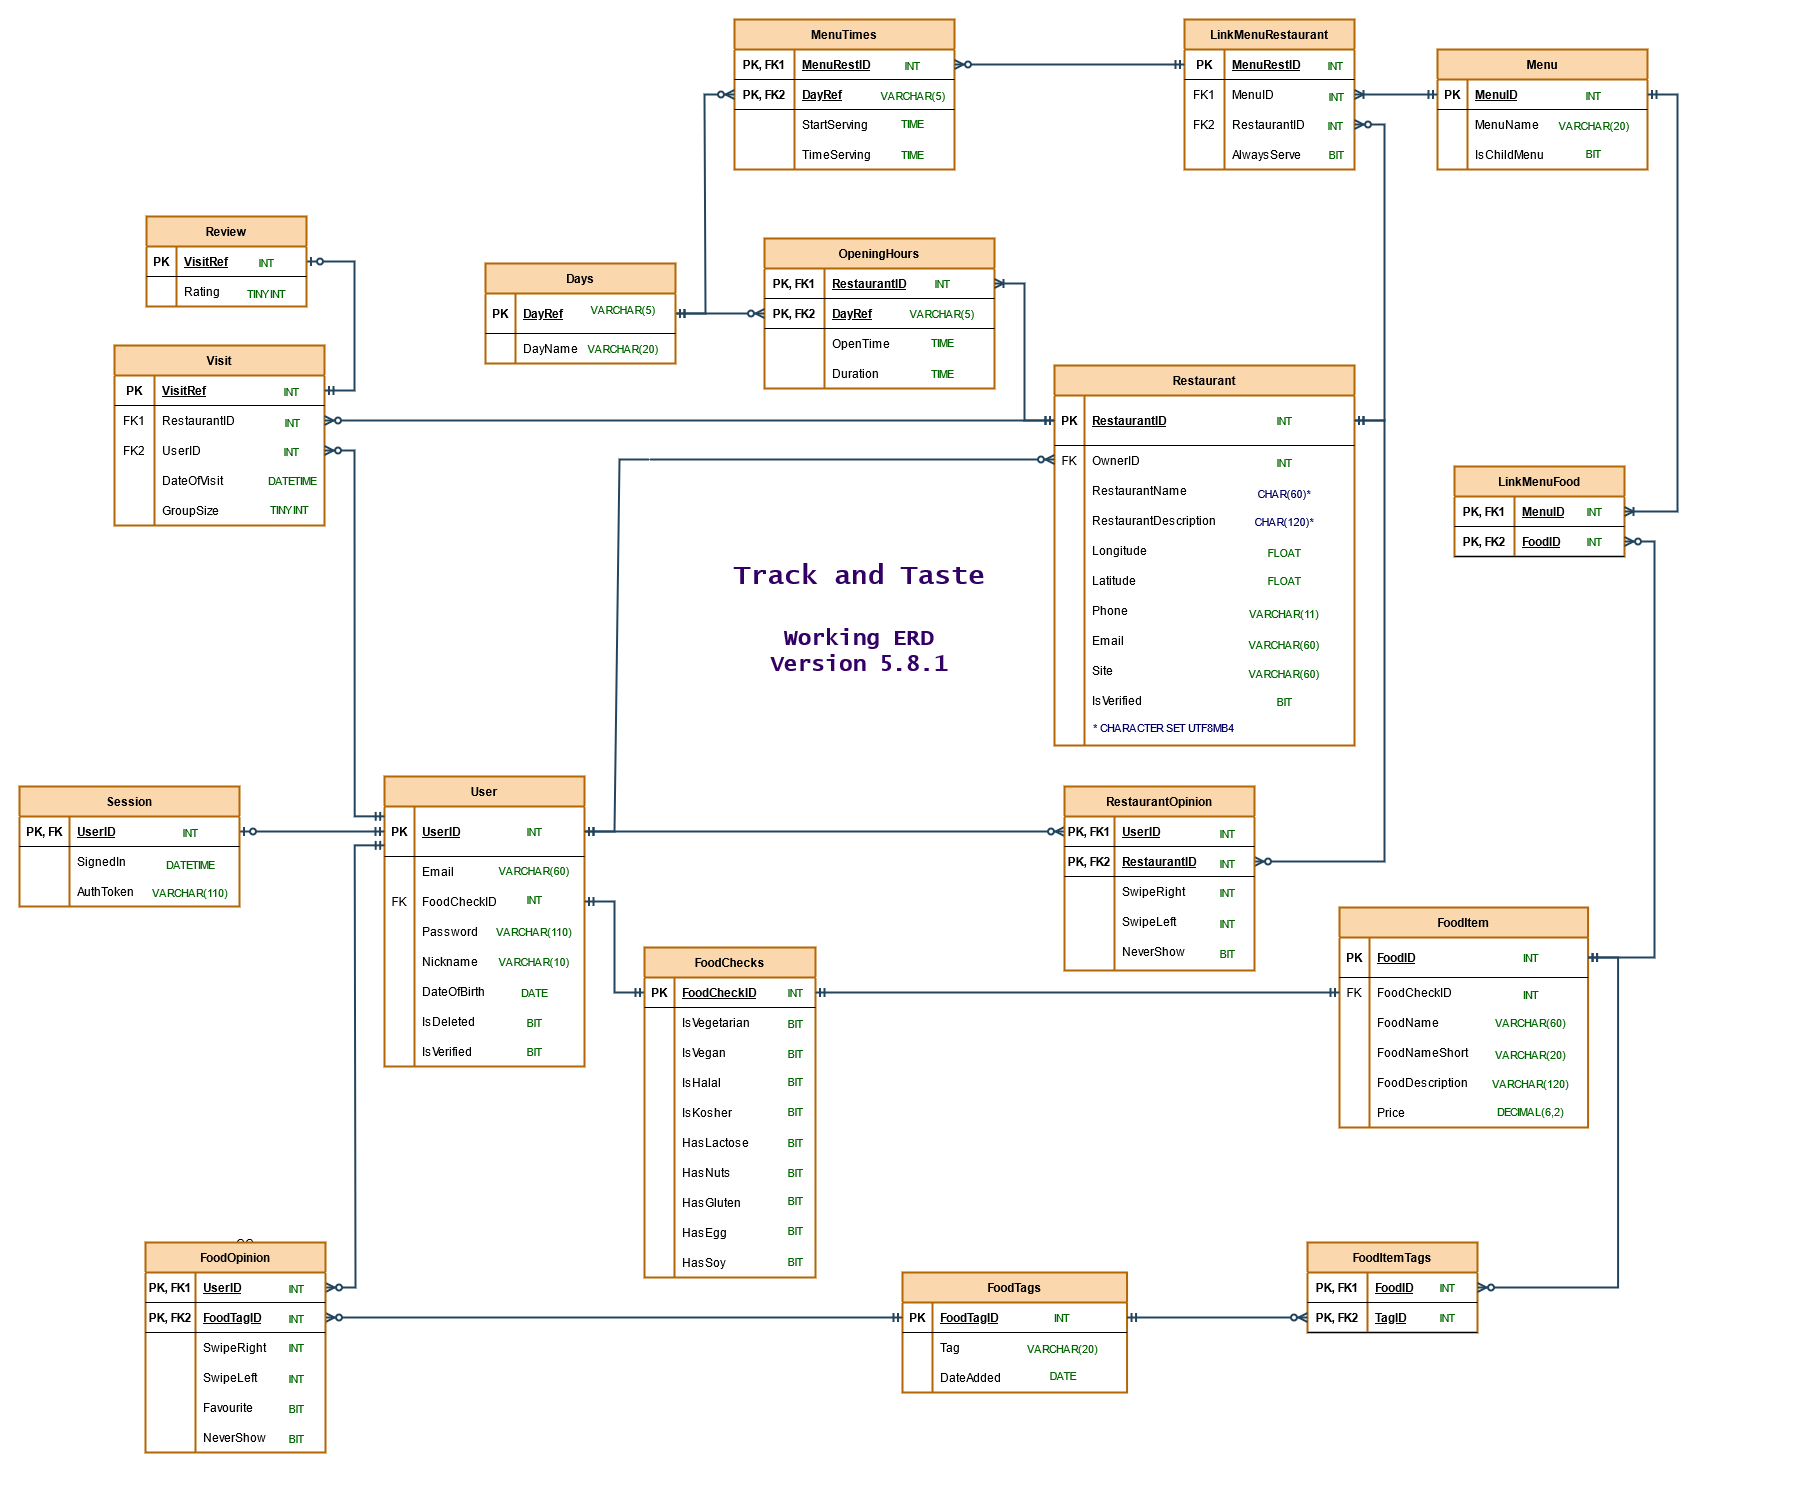 MenuTimes
PK, FK1 MenuRestID INT
PK, FK2 DayRef VARCHAR(5)
StartServing TIME
TimeServing TIME
LinkMenuRestaurant
PK MenuRestID INT
FK1 MenuID INT
FK2 RestaurantID INT
AlwaysServe BIT
Menu
PK MenuID INT
MenuName VARCHAR(20)
IsChildMenu BIT
Review
PK VisitRef INT
Rating TINYINT
Days
PK DayRef VARCHAR(5)
DayName VARCHAR(20)
OpeningHours
PK, FK1 RestaurantID INT
PK, FK2 DayRef VARCHAR(5)
OpenTime TIME
Duration TIME
Visit
PK VisitRef INT
FK1 RestaurantID INT
FK2 UserID INT
DateOfVisit DATETIME
GroupSize TINYINT
Restaurant
PK RestaurantID INT
FK OwnerID INT
RestaurantName CHAR(60)*
RestaurantDescription CHAR(120)*
Longitude FLOAT
Latitude FLOAT
Phone VARCHAR(11)
Email VARCHAR(60)
Site VARCHAR(60)
IsVerified BIT
* CHARACTER SET UTF8MB4
LinkMenuFood
PK, FK1 MenuID INT
PK, FK2 FoodID INT
Track and Taste
Working ERD
Version 5.8.1
Session
PK, FK UserID INT
SignedIn DATETIME
AuthToken VARCHAR(110)
User
PK UserID INT
Email VARCHAR(60)
FK FoodCheckID INT
Password VARCHAR(110)
Nickname VARCHAR(10)
DateOfBirth DATE
IsDeleted BIT
IsVerified BIT
RestaurantOpinion
PK, FK1 UserID INT
PK, FK2 RestaurantID INT
SwipeRight INT
SwipeLeft INT
NeverShow BIT
FoodChecks
PK FoodCheckID INT
IsVegetarian BIT
IsVegan BIT
IsHalal BIT
IsKosher BIT
HasLactose BIT
HasNuts BIT
HasGluten BIT
HasEgg BIT
HasSoy BIT
FoodItem
PK FoodID INT
FK FoodCheckID INT
FoodName VARCHAR(60)
FoodNameShort VARCHAR(20)
FoodDescription VARCHAR(120)
Price DECIMAL(6,2)
FoodOpinion
PK, FK1 UserID INT
PK, FK2 FoodTagID INT
SwipeRight INT
SwipeLeft INT
Favourite BIT
NeverShow BIT
FoodTags
PK FoodTagID INT
Tag VARCHAR(20)
DateAdded DATE
FoodItemTags
PK, FK1 FoodID INT
PK, FK2 TagID INT